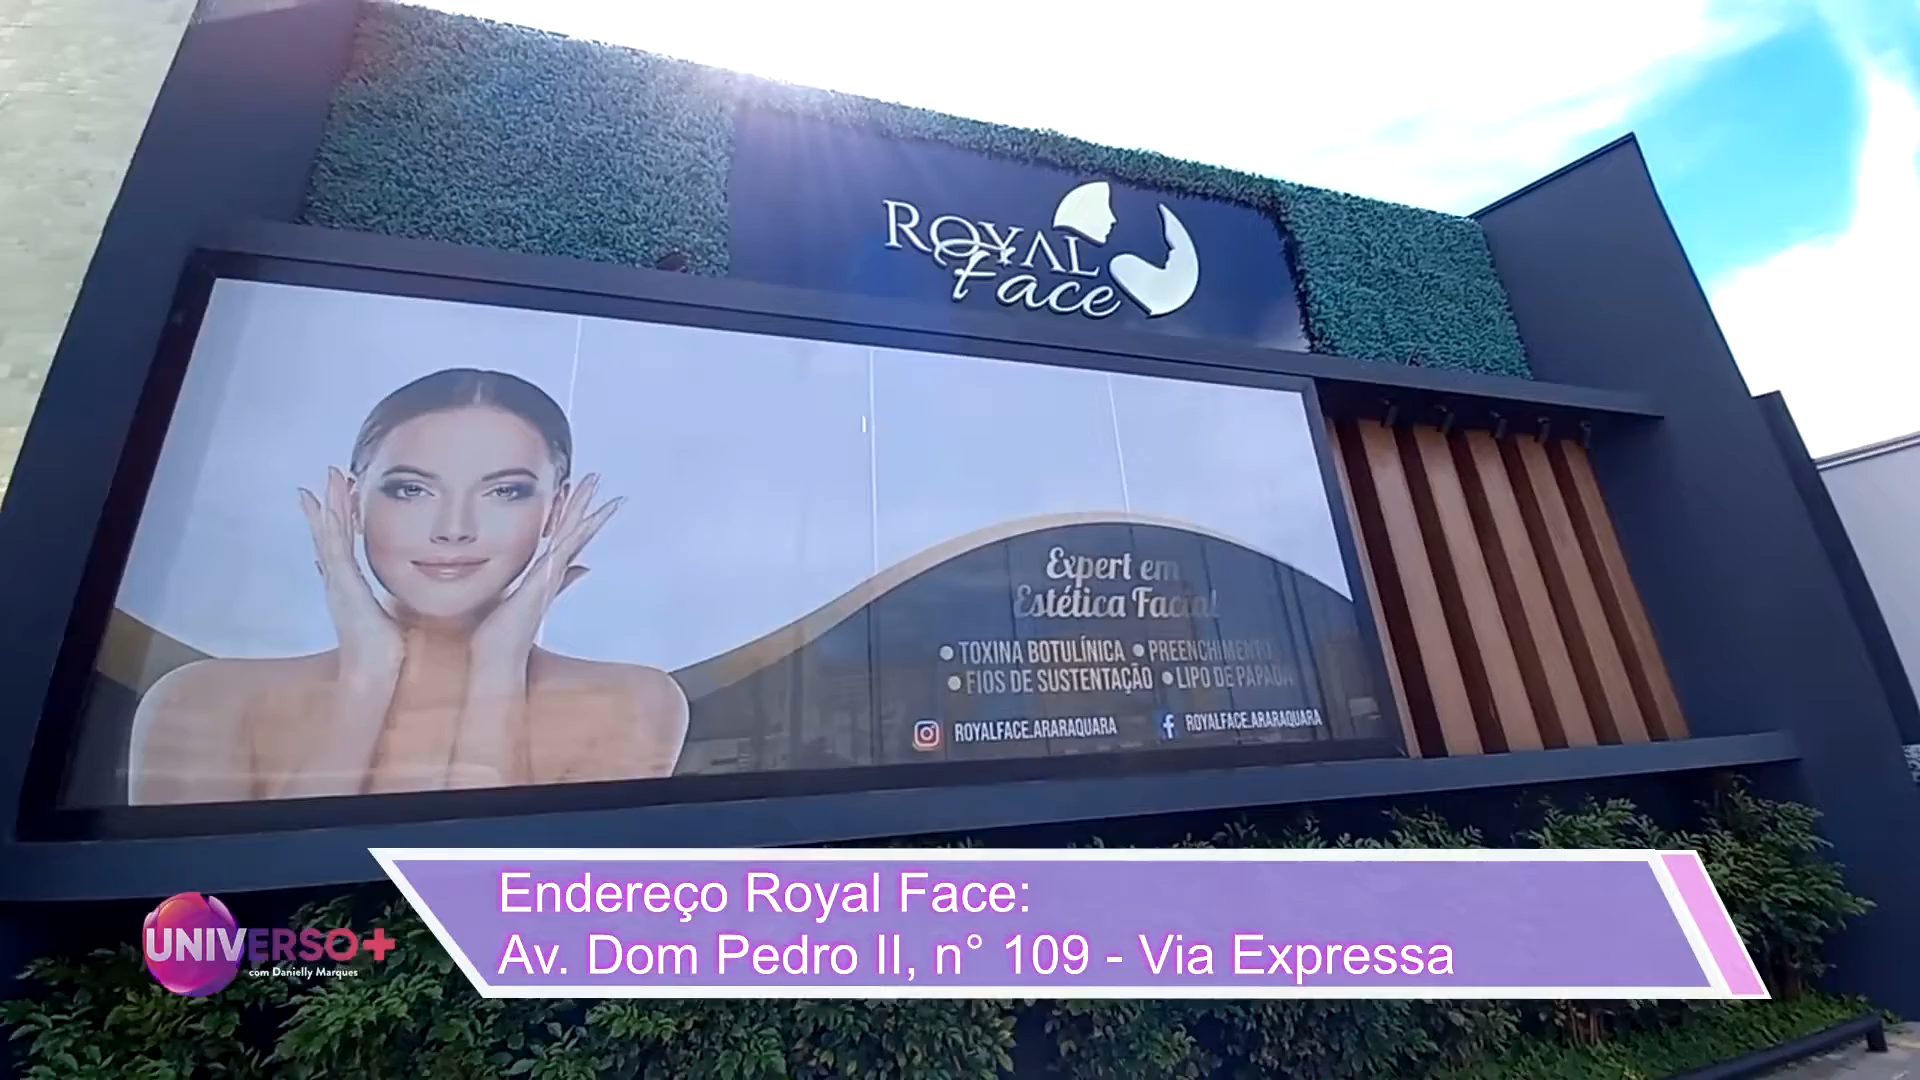 ROYAL
Face
Expert em
Estética Facial
• TOXINA BOTULÍNICA • PREENCHIMENTO
• FIOS DE SUSTENTAÇÃO • LIPO DE PAPADA
ROYALFACE.ARARAQUARA
ROYALFACE.ARARAQUARA
Endereço Royal Face:
Av. Dom Pedro II, n° 109 - Via Expressa
UNIVERSO+
com Danielly Marques